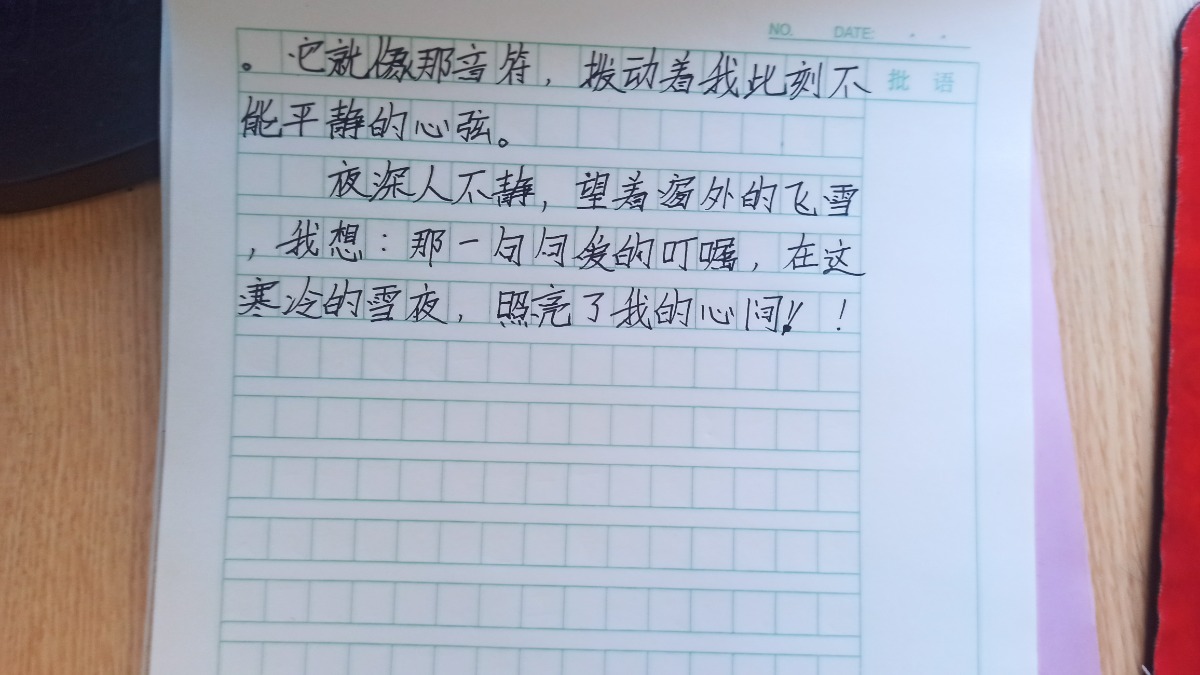 NO. DATE:
批 语
。它就像那音符，拨动着我此刻不
能平静的心弦。
夜深人不静，望着窗外的飞雪
，我想：那一句句爱的叮嘱，在这
寒冷的雪夜，照亮了我的心间！！